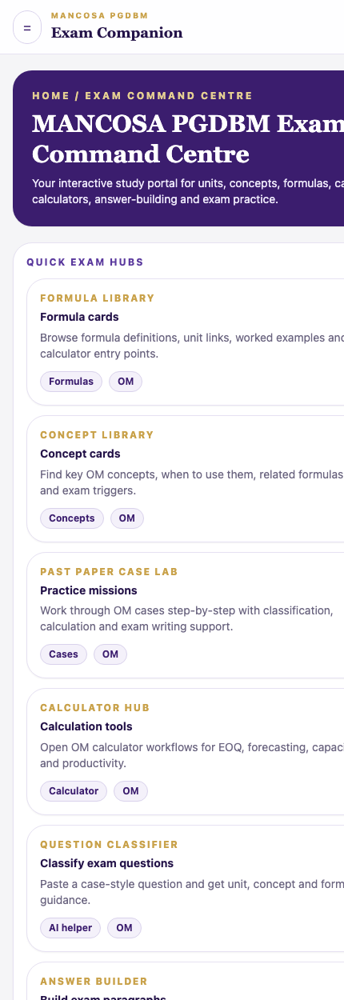 MANCOSA PGDBM
Exam Companion
HOME / EXAM COMMAND CENTRE
MANCOSA PGDBM Exam
Command Centre
Your interactive study portal for units, concepts, formulas,
calculators, answer-building and exam practice.
QUICK EXAM HUBS
FORMULA LIBRARY
Formula cards
Browse formula definitions, unit links, worked examples and
calculator entry points.
Formulas OM
CONCEPT LIBRARY
Concept cards
Find key OM concepts, when to use them, related formulas
and exam triggers.
Concepts OM
PAST PAPER CASE LAB
Practice missions
Work through OM cases step-by-step with classification,
calculation and exam writing support.
Cases OM
CALCULATOR HUB
Calculation tools
Open OM calculator workflows for EOQ, forecasting,
and productivity.
Calculator OM
QUESTION CLASSIFIER
Classify exam questions
Paste a case-style question and get unit, concept and
guidance.
AI helper OM
ANSWER BUILDER
Build exam paragraphs